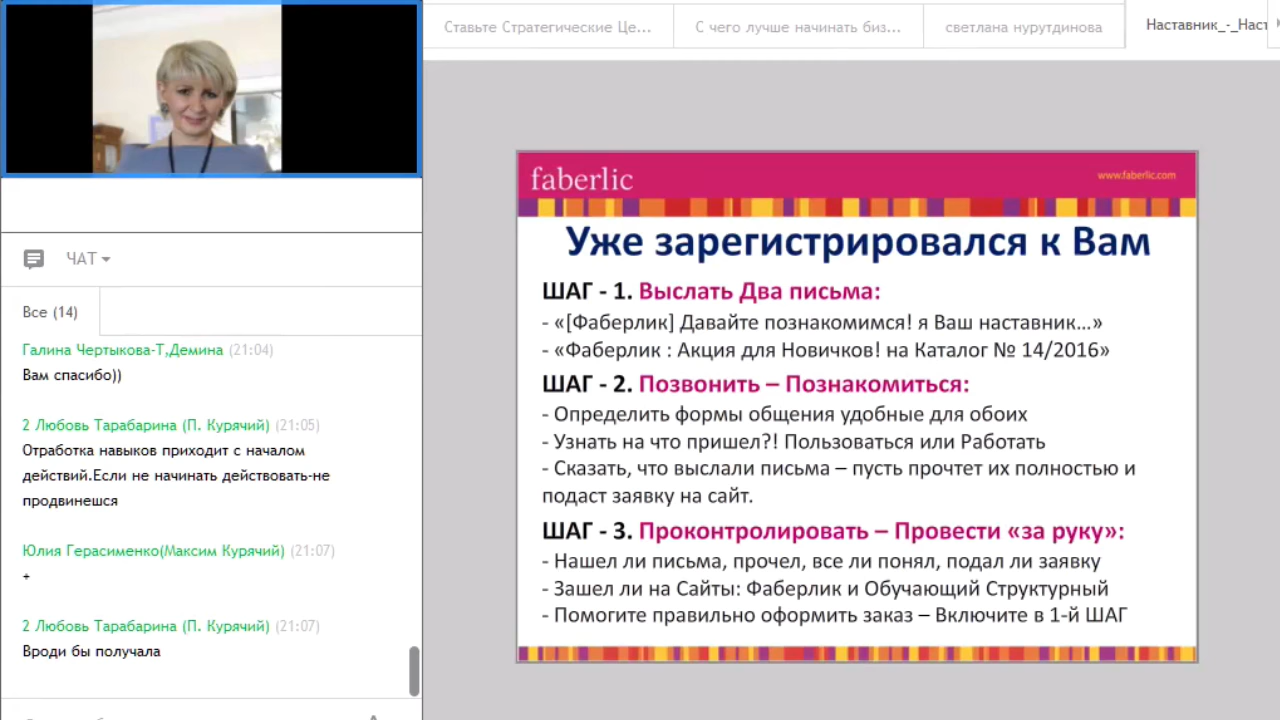 Ставьте Стратегические Це...
С чего лучше начинать биз...
светлана нурутдинова
Наставник_-_Наст
ЧАТ
Все (14)
Галина Чертыкова-Т,Демина (21:04)
Вам спасибо))
2 Любовь Тарабарина (П. Курячий) (21:05)
Отработка навыков приходит с началом
действий.Если не начинать действовать-не
продвинешся
Юлия Герасименко(Максим Курячий) (21:07)
+
2 Любовь Тарабарина (П. Курячий) (21:07)
Вроди бы получала
faberlic
www.faberlic.com
Уже зарегистрировался к Вам
ШАГ - 1. Выслать Два письма:
- «[Фаберлик] Давайте познакомимся! я Ваш наставник...»
- «Фаберлик : Акция для Новичков! на Каталог № 14/2016»
ШАГ - 2. Позвонить – Познакомиться:
- Определить формы общения удобные для обоих
- Узнать на что пришел?! Пользоваться или Работать
- Сказать, что выслали письма – пусть прочтет их полностью и
подаст заявку на сайт.
ШАГ - 3. Проконтролировать – Провести «за руку»:
- Нашел ли письма, прочел, все ли понял, подал ли заявку
- Зашел ли на Сайты: Фаберлик и Обучающий Структурный
- Помогите правильно оформить заказ – Включите в 1-й ШАГ